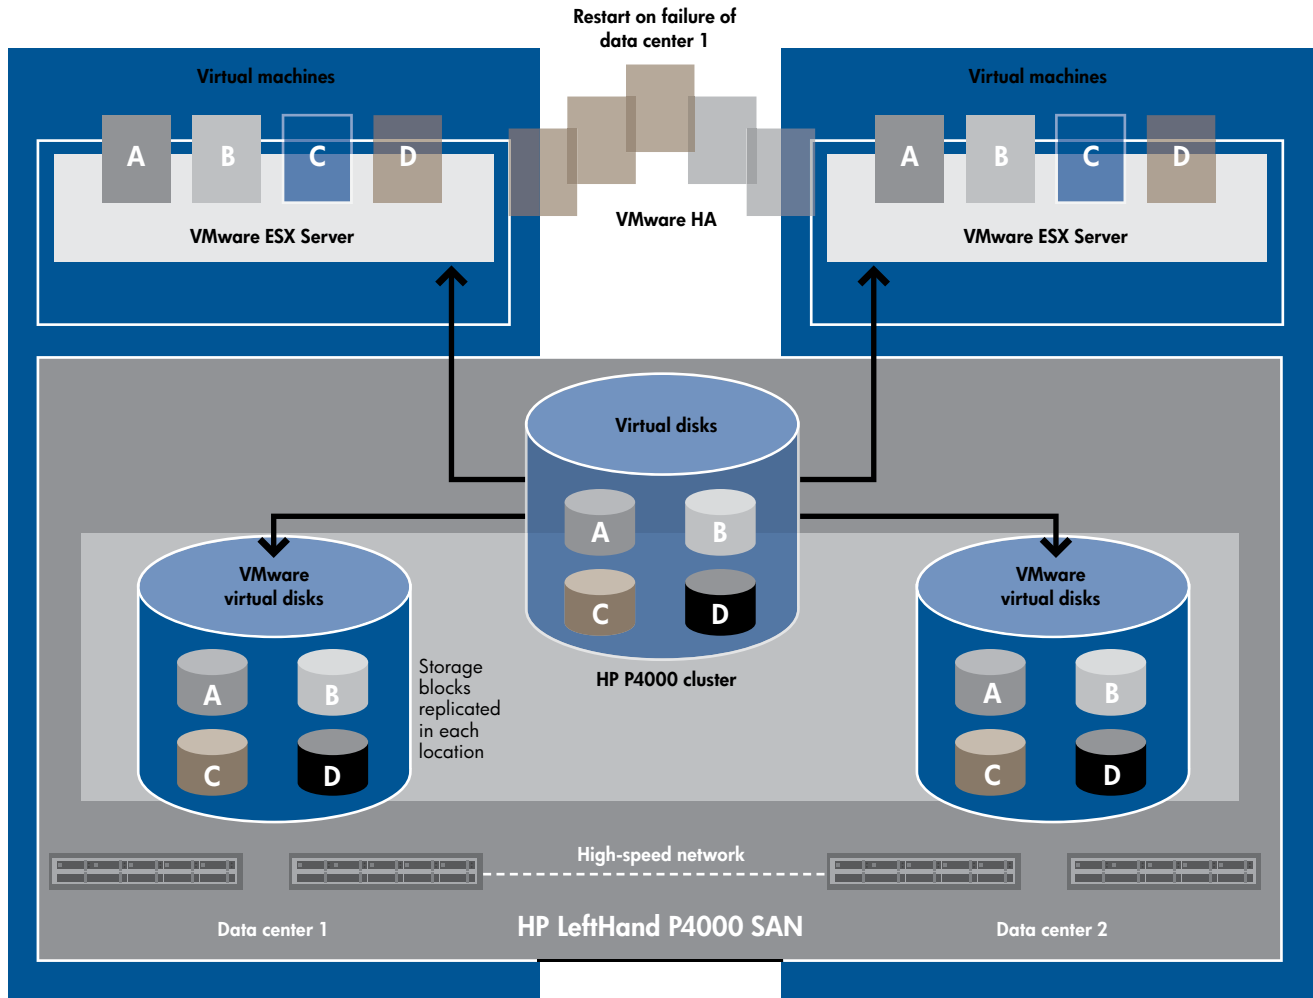 Restart on failure of
data center 1
Virtual machines
Virtual machines
A B C D
A B C D
VMware HA
VMware ESX Server
VMware ESX Server
Virtual disks
A B
C D
HP P4000 cluster
VMware
virtual disks
A B
C D
Storage
blocks
replicated
in each
location
VMware
virtual disks
A B
C D
High-speed network
Data center 1
HP LeftHand P4000 SAN
Data center 2